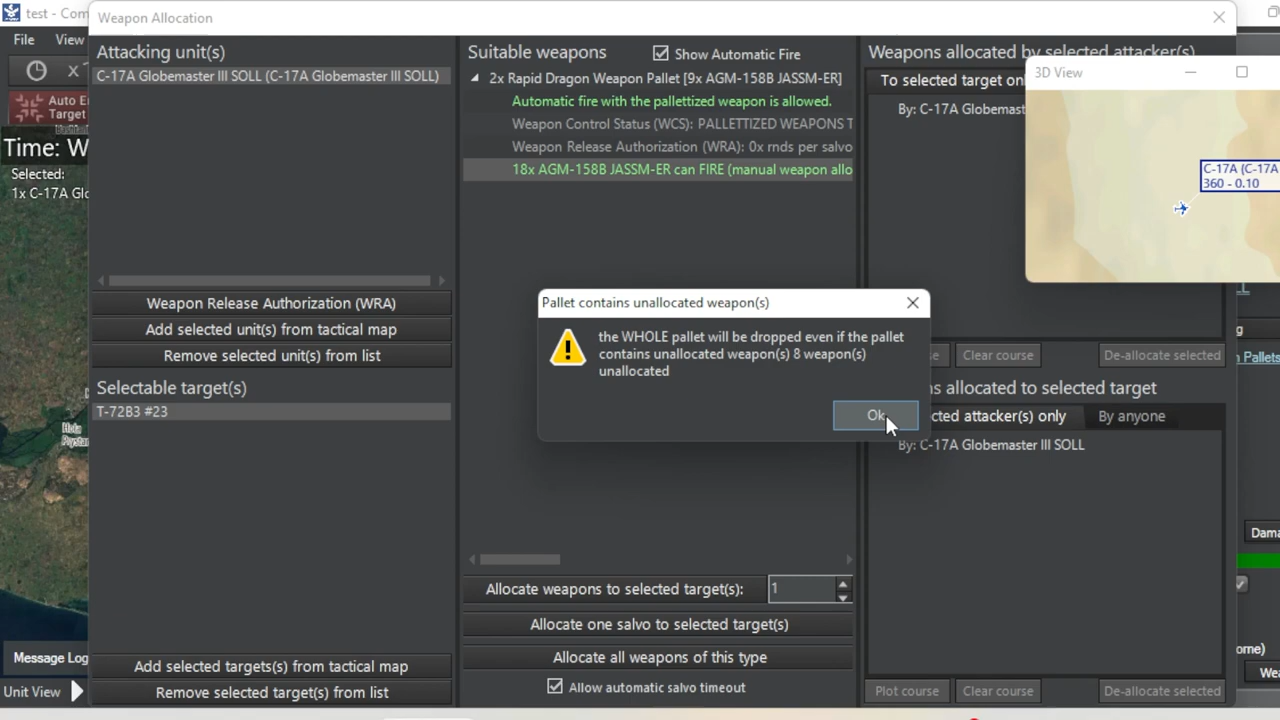 test - Com
Weapon Allocation
File View
Attacking unit(s)
C-17A Globemaster III SOLL (C-17A Globemaster III SOLL)
Suitable weapons
Show Automatic Fire
2x Rapid Dragon Weapon Pallet [9x AGM-158B JASSM-ER]
Automatic fire with the pallettized weapon is allowed.
Weapon Control Status (WCS): PALLETTIZED WEAPONS T
Weapon Release Authorization (WRA): 0x rnds per salvo
18x AGM-158B JASSM-ER can FIRE (manual weapon allo
Weapons allocated by selected attacker(s)
To selected target onl
By: C-17A Globemast
3D View
C-17A (C-17A
360 - 0.10
Auto E
Target
Time: W
Selected:
1x C-17A Glo
Weapon Release Authorization (WRA)
Add selected unit(s) from tactical map
Remove selected unit(s) from list
Selectable target(s)
T-72B3 #23
Hola
Prystan
Pallet contains unallocated weapon(s)
the WHOLE pallet will be dropped even if the pallet
contains unallocated weapon(s) 8 weapon(s)
unallocated
Ok
Clear course
De-allocate selected
n Pallets
ns allocated to selected target
cted attacker(s) only
By anyone
By: C-17A Globemaster III SOLL
Dama
Allocate weapons to selected target(s):
1
Allocate one salvo to selected target(s)
Allocate all weapons of this type
Allow automatic salvo timeout
Message Log
Add selected targets(s) from tactical map
Unit View
Remove selected target(s) from list
Plot course
Clear course
De-allocate selected
ome)
Wea